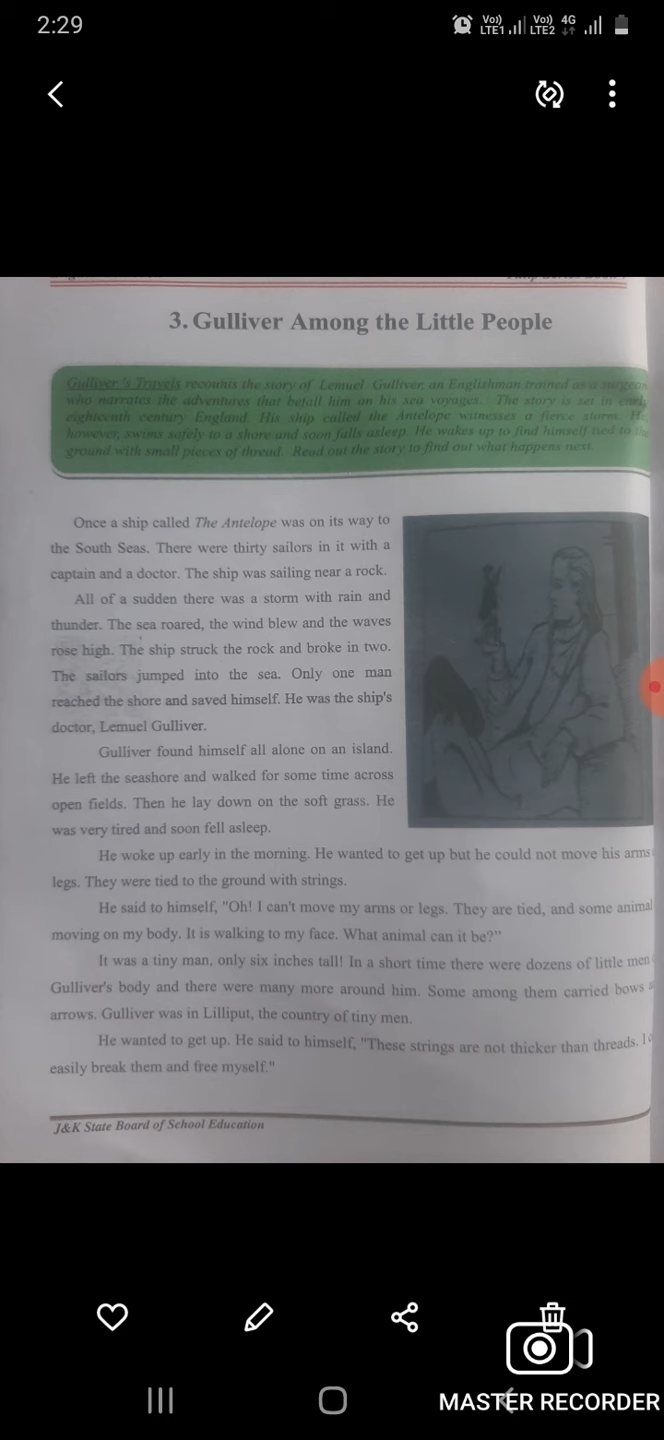 2:29
Vo)) LTE1 Vo)) LTE2 4G
3. Gulliver Among the Little People
Gulliver 's Travels recounts the story of Lemuel Gulliver, an Englishman trained as a surgeon
who narrates the adventures that befall him on his sea voyages. The story is set in early
eighteenth century England. His ship called the Antelope witnesses a fierce storm. He,
however, swims safely to a shore and soon falls asleep. He wakes up to find himself tied to the
ground with small pieces of thread. Read out the story to find out what happens next.
Once a ship called The Antelope was on its way to
the South Seas. There were thirty sailors in it with a
captain and a doctor. The ship was sailing near a rock.
All of a sudden there was a storm with rain and
thunder. The sea roared, the wind blew and the waves
rose high. The ship struck the rock and broke in two.
The sailors jumped into the sea. Only one man
reached the shore and saved himself. He was the ship's
doctor, Lemuel Gulliver.
Gulliver found himself all alone on an island.
He left the seashore and walked for some time across
open fields. Then he lay down on the soft grass. He
was very tired and soon fell asleep.
He woke up early in the morning. He wanted to get up but he could not move his arms
legs. They were tied to the ground with strings.
He said to himself, "Oh! I can't move my arms or legs. They are tied, and some animal
moving on my body. It is walking to my face. What animal can it be?"
It was a tiny man, only six inches tall! In a short time there were dozens of little men
Gulliver's body and there were many more around him. Some among them carried bows
arrows. Gulliver was in Lilliput, the country of tiny men.
He wanted to get up. He said to himself, "These strings are not thicker than threads. I
easily break them and free myself."
J&K State Board of School Education
MASTER RECORDER